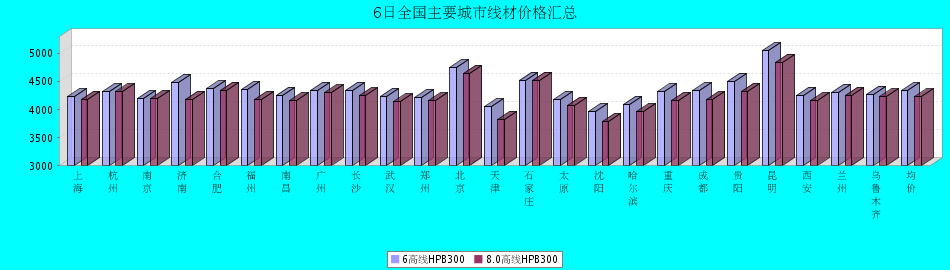 6日全国主要城市线材价格汇总
5000
4500
4000
3500
3000
上海
杭州
南京
济南
合肥
福州
南昌
广州
长沙
武汉
郑州
北京
天津
石家庄
太原
沈阳
哈尔滨
重庆
成都
贵阳
昆明
西安
兰州
乌鲁木齐
均价
6高线HPB300
8.0高线HPB300